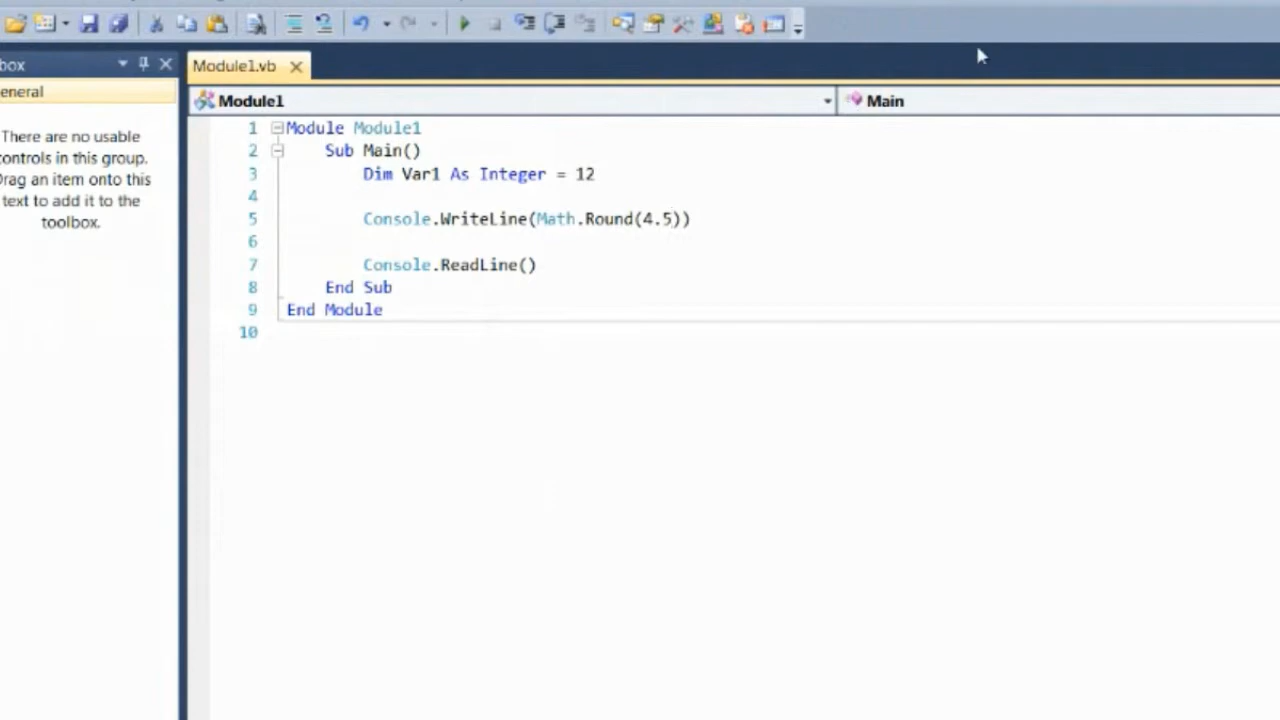 box
Module1.vb
eneral
Module1
Main
There are no usable
controls in this group.
Drag an item onto this
text to add it to the
toolbox.
1 Module Module1
2 Sub Main()
3 Dim Var1 As Integer = 12
4
5 Console.WriteLine(Math.Round(4.5))
6
7 Console.ReadLine()
8 End Sub
9 End Module
10